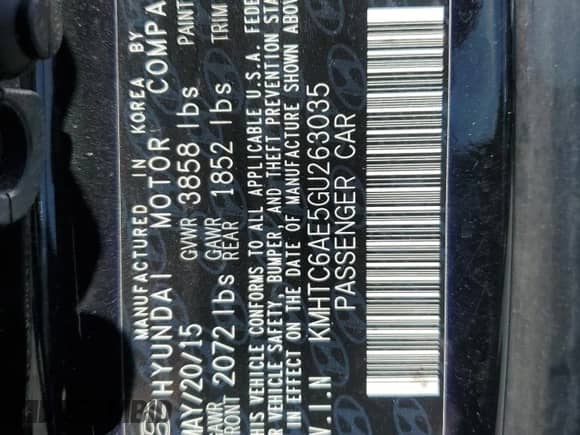 MANUFACTURED IN KOREA BY
HYUNDAI MOTOR COMPA
MAY/20/15 GVWR 3858 lbs PAINT
GAWR FRONT 2072 lbs GAWR REAR 1852 lbs TRIM
THIS VEHICLE CONFORMS TO ALL APPLICABLE U.S.A. FEDE
VEHICLE SAFETY, BUMPER, AND THEFT PREVENTION STA
IN EFFECT ON THE DATE OF MANUFACTURE SHOWN ABOV
V.I.N KMHTC6AE5GU263035
PASSENGER CAR